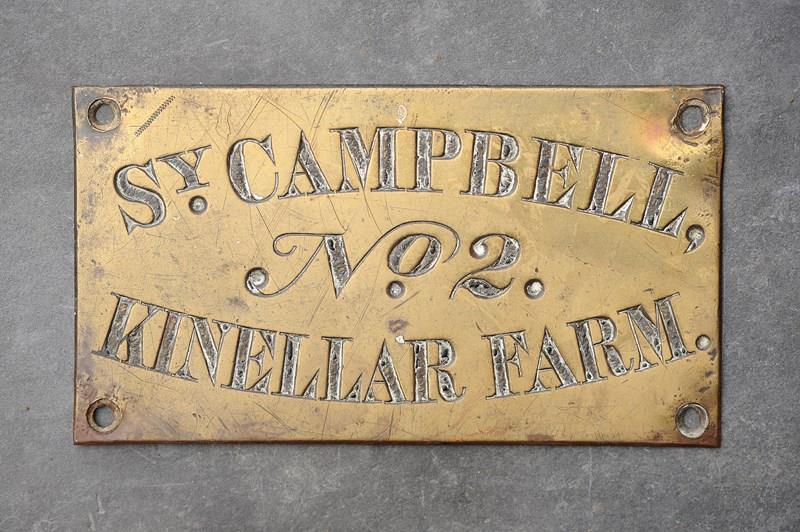 Sy. CAMPBELL,
No. 2.
KINELLAR FARM.